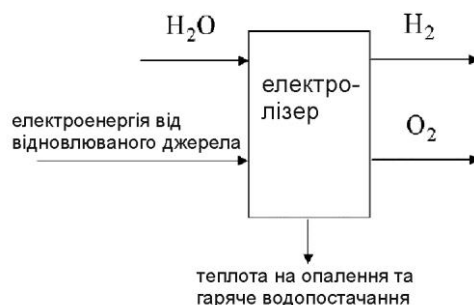 H₂O
H₂
електро-
лізер
електроенергія від
відновлюваного джерела
O₂
теплота на опалення та
гаряче водопостачання